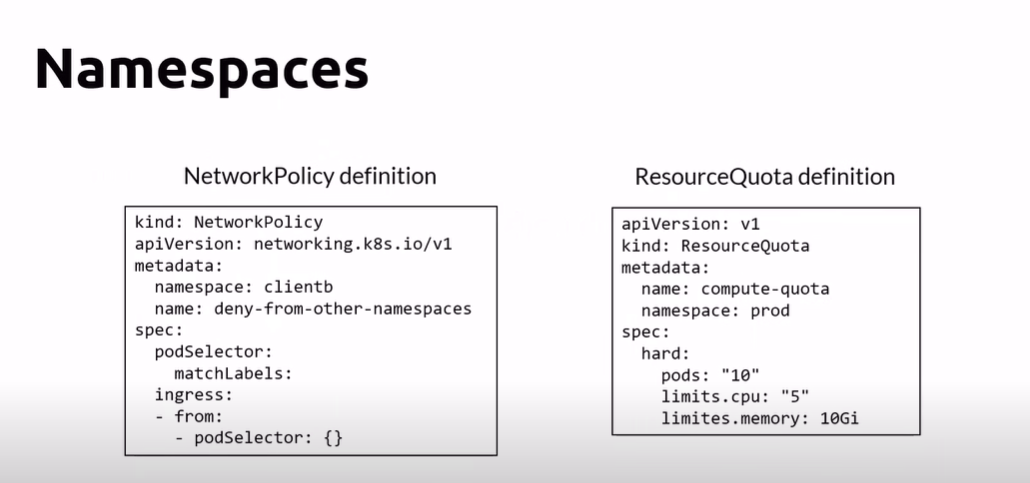 Namespaces
NetworkPolicy definition
kind: NetworkPolicy
apiVersion: networking.k8s.io/v1
metadata:
  namespace: clientb
  name: deny-from-other-namespaces
spec:
  podSelector:
    matchLabels:
  ingress:
  - from:
    - podSelector: {}
ResourceQuota definition
apiVersion: v1
kind: ResourceQuota
metadata:
  name: compute-quota
  namespace: prod
spec:
  hard:
    pods: "10"
    limits.cpu: "5"
    limites.memory: 10Gi